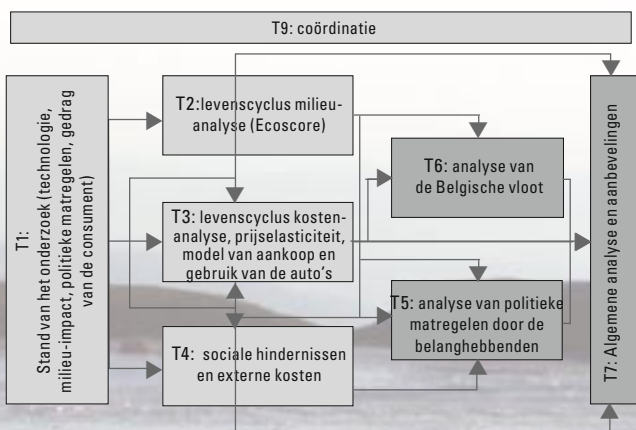 T9: coördinatie
T1:
Stand van het onderzoek (technologie,
milieu-impact, politieke matregelen, gedrag
van de consument)
T2:levenscyclus milieu-
analyse (Ecoscore)
T3: levenscyclus kosten-
analyse, prijselasticiteit,
model van aankoop en
gebruik van de auto's
T4: sociale hindernissen
en externe kosten
T6: analyse van
de Belgische vloot
T5: analyse van politieke
matregelen door de
belanghebbenden
T7: Algemene analyse en aanbevelingen